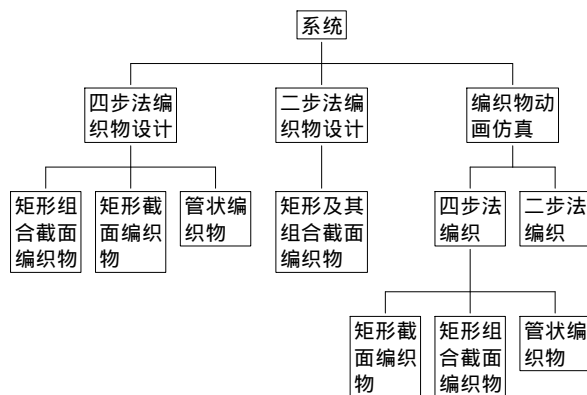 系统
四步法编
织物设计
二步法编
织物设计
编织物动
画仿真
矩形组
合截面
编织物
矩形截
面编织
物
管状编
织物
矩形及其
组合截面
编织物
四步法
编织
二步法
编织
矩形截
面编织
物
矩形组
合截面
编织物
管状编
织物